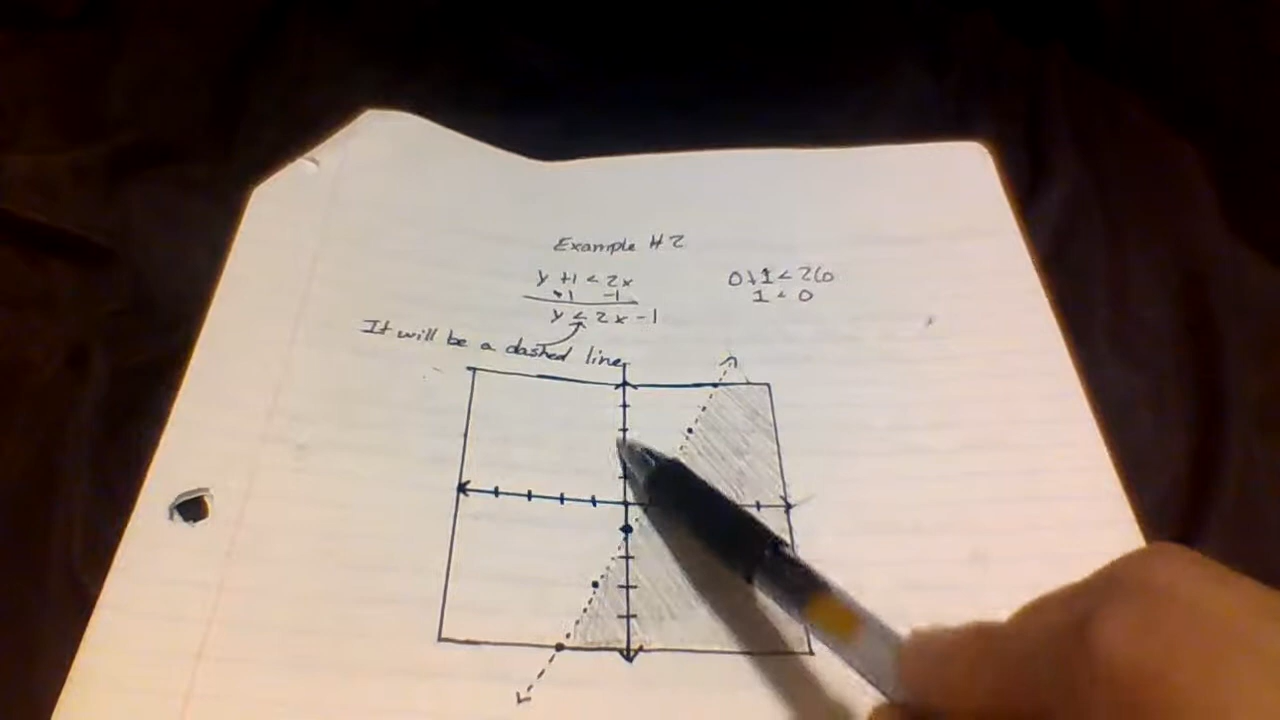 Example #2
y +1 < 2x
-1 -1
y < 2x -1
It will be a dashed line
0+1 < 2(0
1 < 0